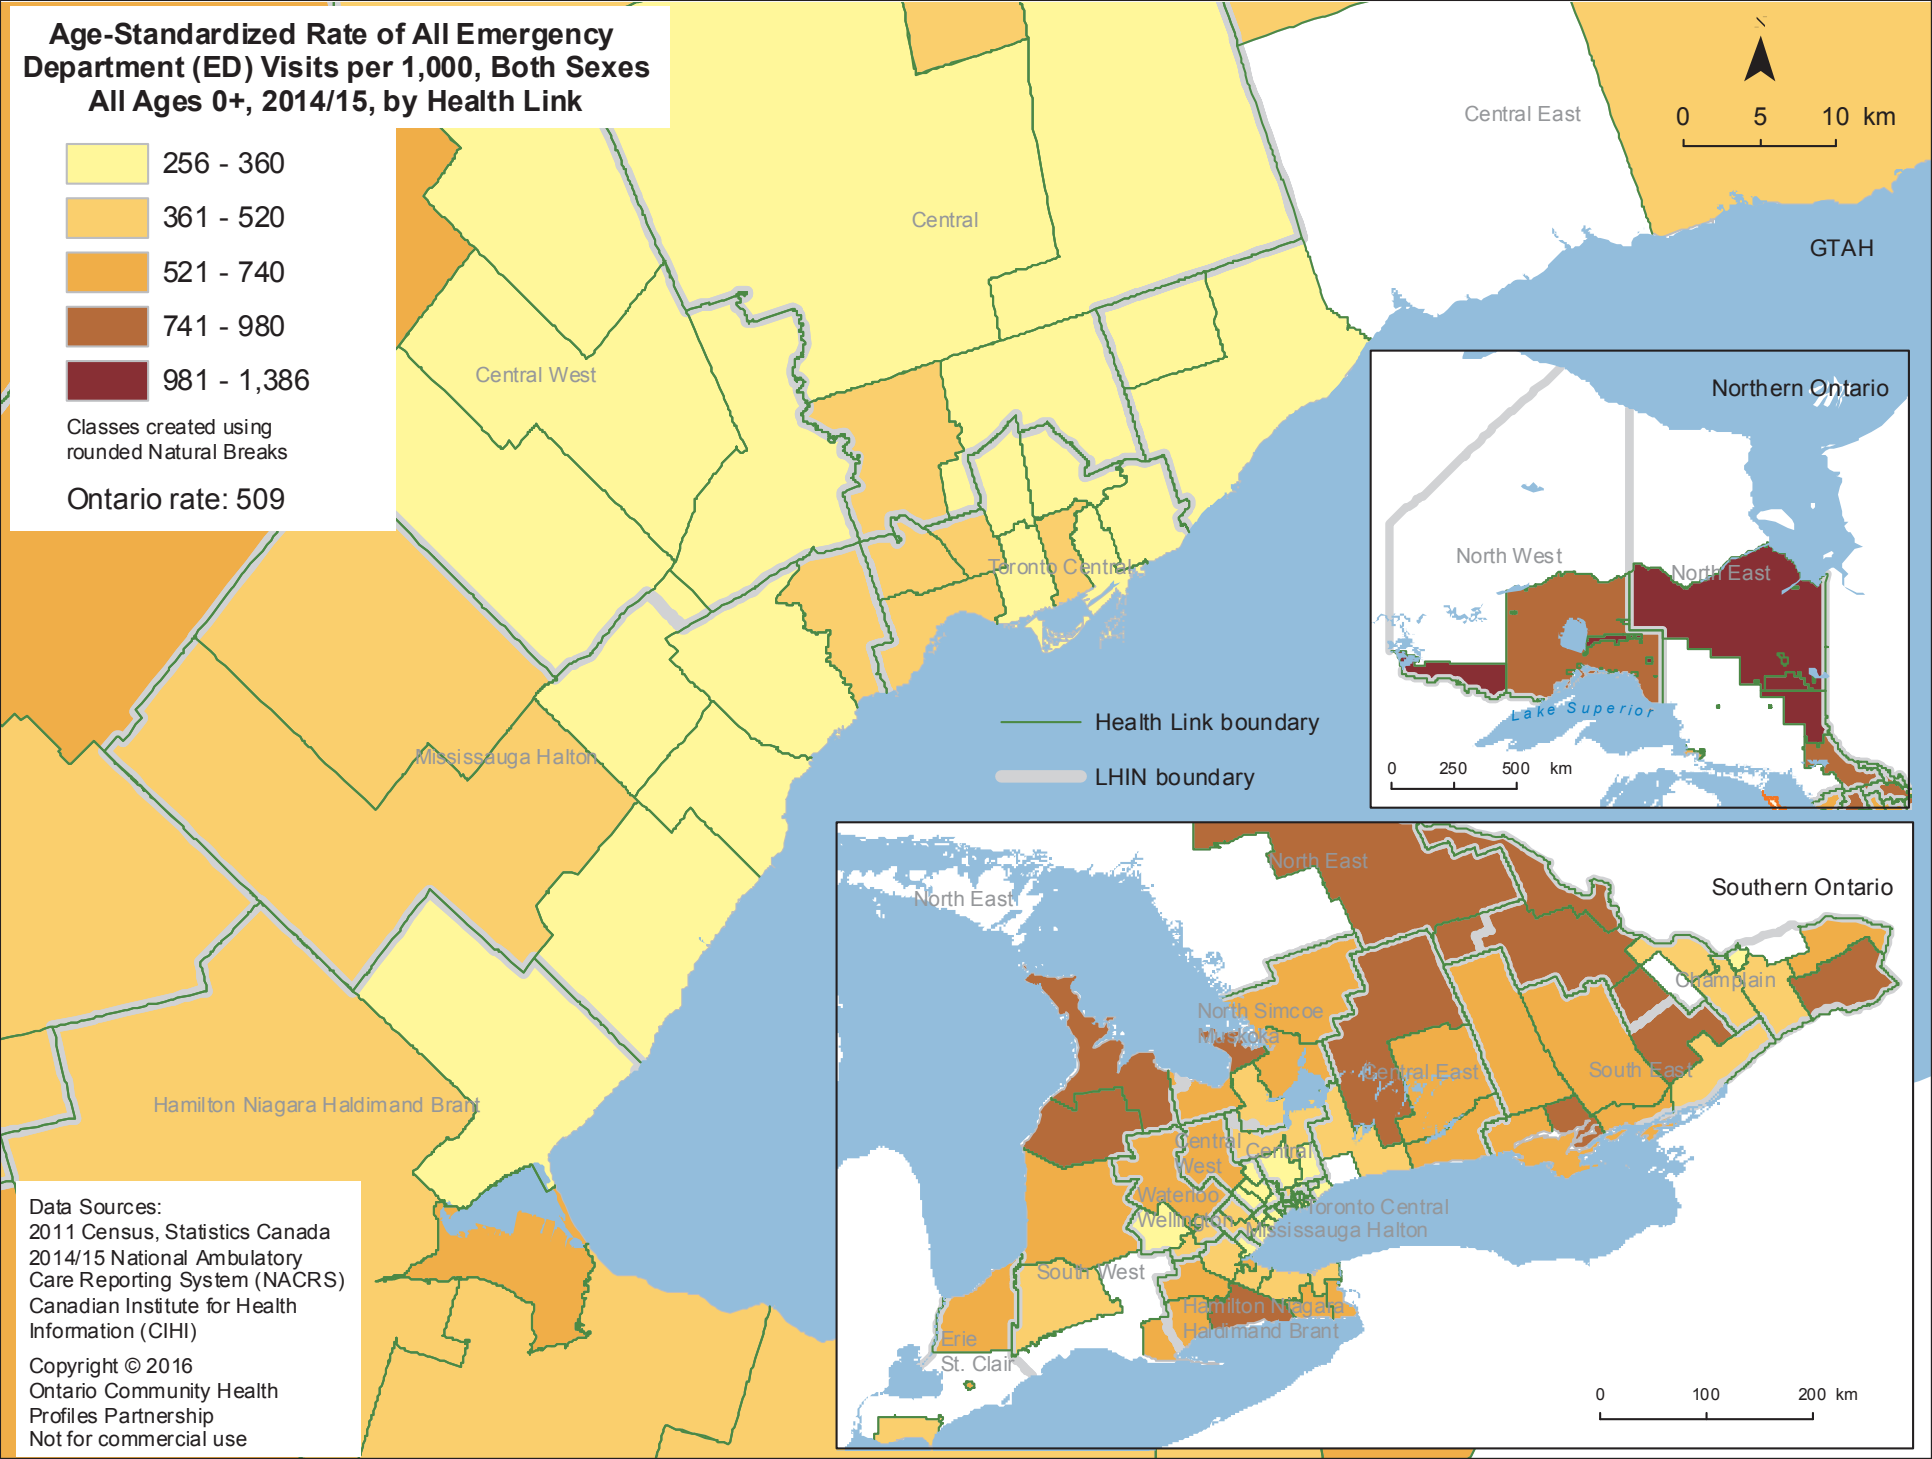 Age-Standardized Rate of All Emergency
Department (ED) Visits per 1,000, Both Sexes
All Ages 0+, 2014/15, by Health Link
256 - 360
361 - 520
521 - 740
741 - 980
981 - 1,386
Classes created using
rounded Natural Breaks
Ontario rate: 509
N
0 5 10 km
Central East
GTAH
Central
Central West
Toronto Central
Mississauga Halton
Hamilton Niagara Haldimand Brant
Health Link boundary
LHIN boundary
Northern Ontario
North West
North East
Lake Superior
0 250 500 km
Southern Ontario
North East
North East
Champlain
North Simcoe
Muskoka
Central East
South East
Central
West
Central
Waterloo
Wellington
Toronto Central
Mississauga Halton
South West
Hamilton Niagara
Haldimand Brant
Erie
St. Clair
0 100 200 km
Data Sources:
2011 Census, Statistics Canada
2014/15 National Ambulatory
Care Reporting System (NACRS)
Canadian Institute for Health
Information (CIHI)
Copyright © 2016
Ontario Community Health
Profiles Partnership
Not for commercial use